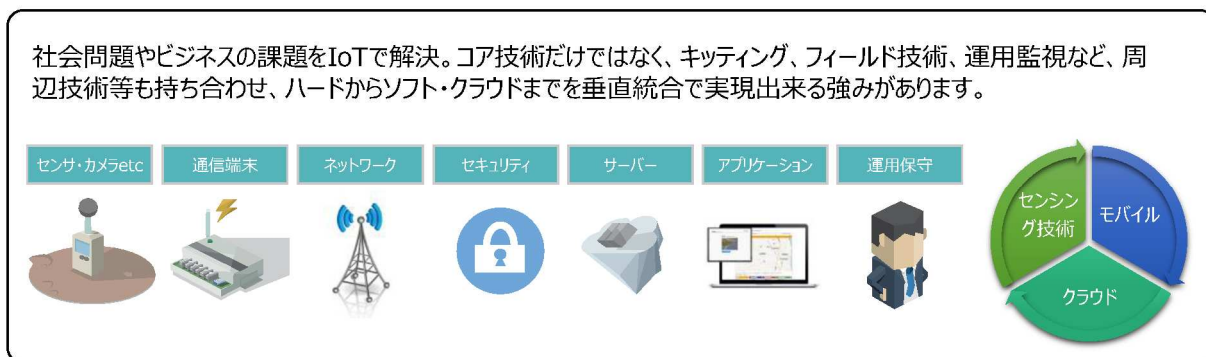 社会問題やビジネスの課題をIoTで解決。コア技術だけではなく、キッティング、フィールド技術、運用監視など、周
辺技術等も持ち合わせ、ハードからソフト・クラウドまでを垂直統合で実現出来る強みがあります。
センサ・カメラetc
通信端末
ネットワーク
セキュリティ
サーバー
アプリケーション
運用保守
センシン
グ技術
モバイル
クラウド